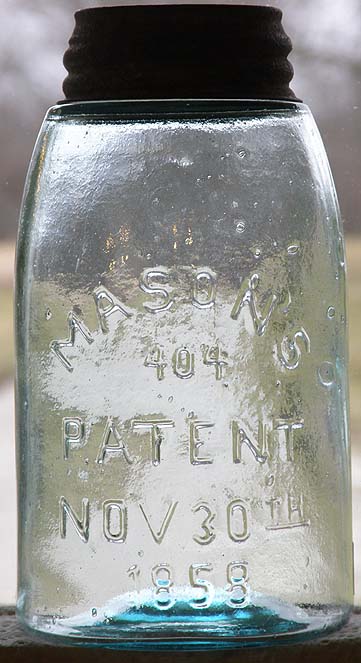 MASON'S
404
PATENT
NOV 30TH
1858